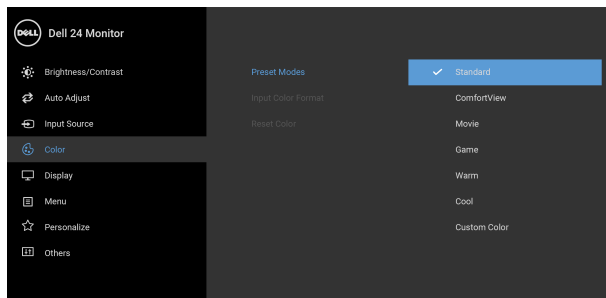 DELL Dell 24 Monitor
Brightness/Contrast
Auto Adjust
Input Source
Color
Display
Menu
Personalize
Others
Preset Modes
Input Color Format
Reset Color
Standard
ComfortView
Movie
Game
Warm
Cool
Custom Color